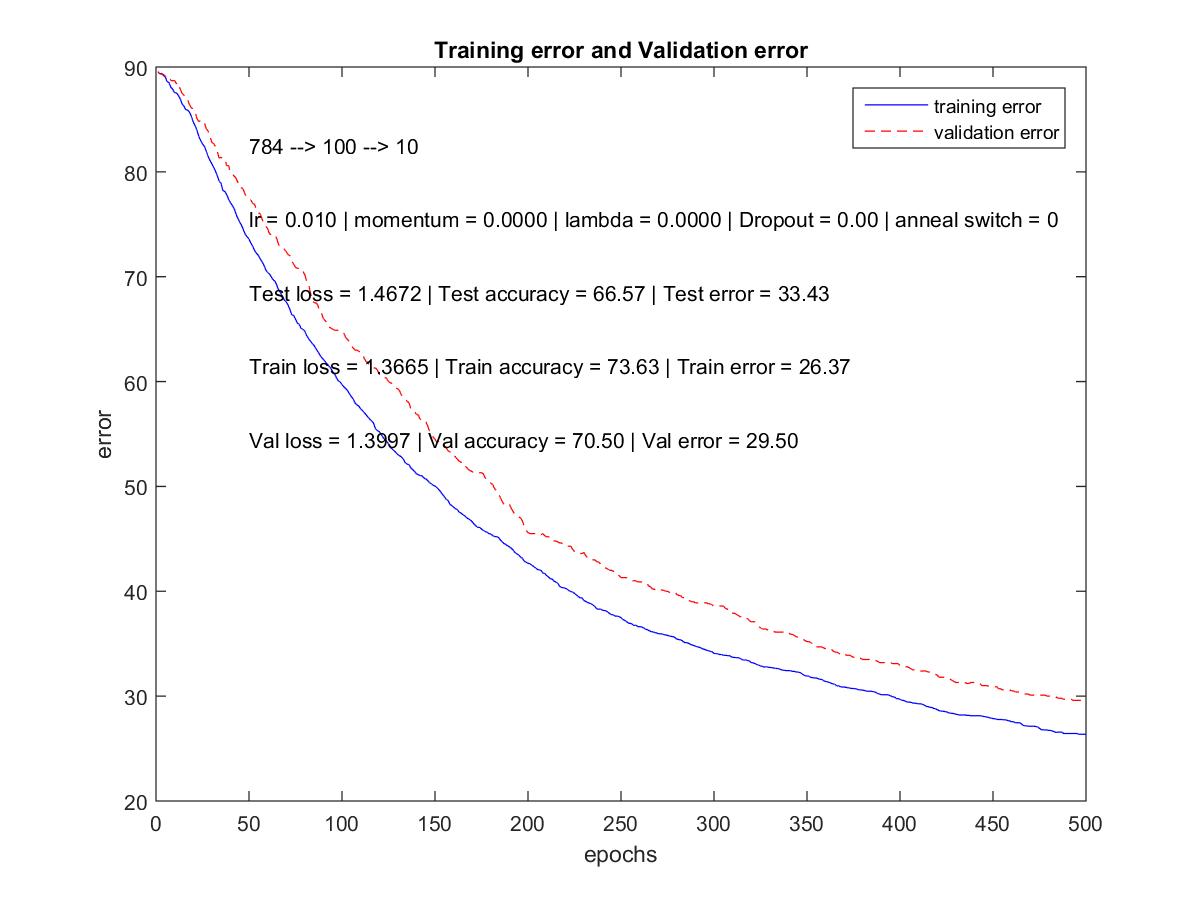 Training error and Validation error
90
80
70
60
50
40
30
20
error
training error
validation error
784 --> 100 --> 10
lr = 0.010 | momentum = 0.0000 | lambda = 0.0000 | Dropout = 0.00 | anneal switch = 0
Test loss = 1.4672 | Test accuracy = 66.57 | Test error = 33.43
Train loss = 1.3665 | Train accuracy = 73.63 | Train error = 26.37
Val loss = 1.3997 | Val accuracy = 70.50 | Val error = 29.50
0 50 100 150 200 250 300 350 400 450 500
epochs